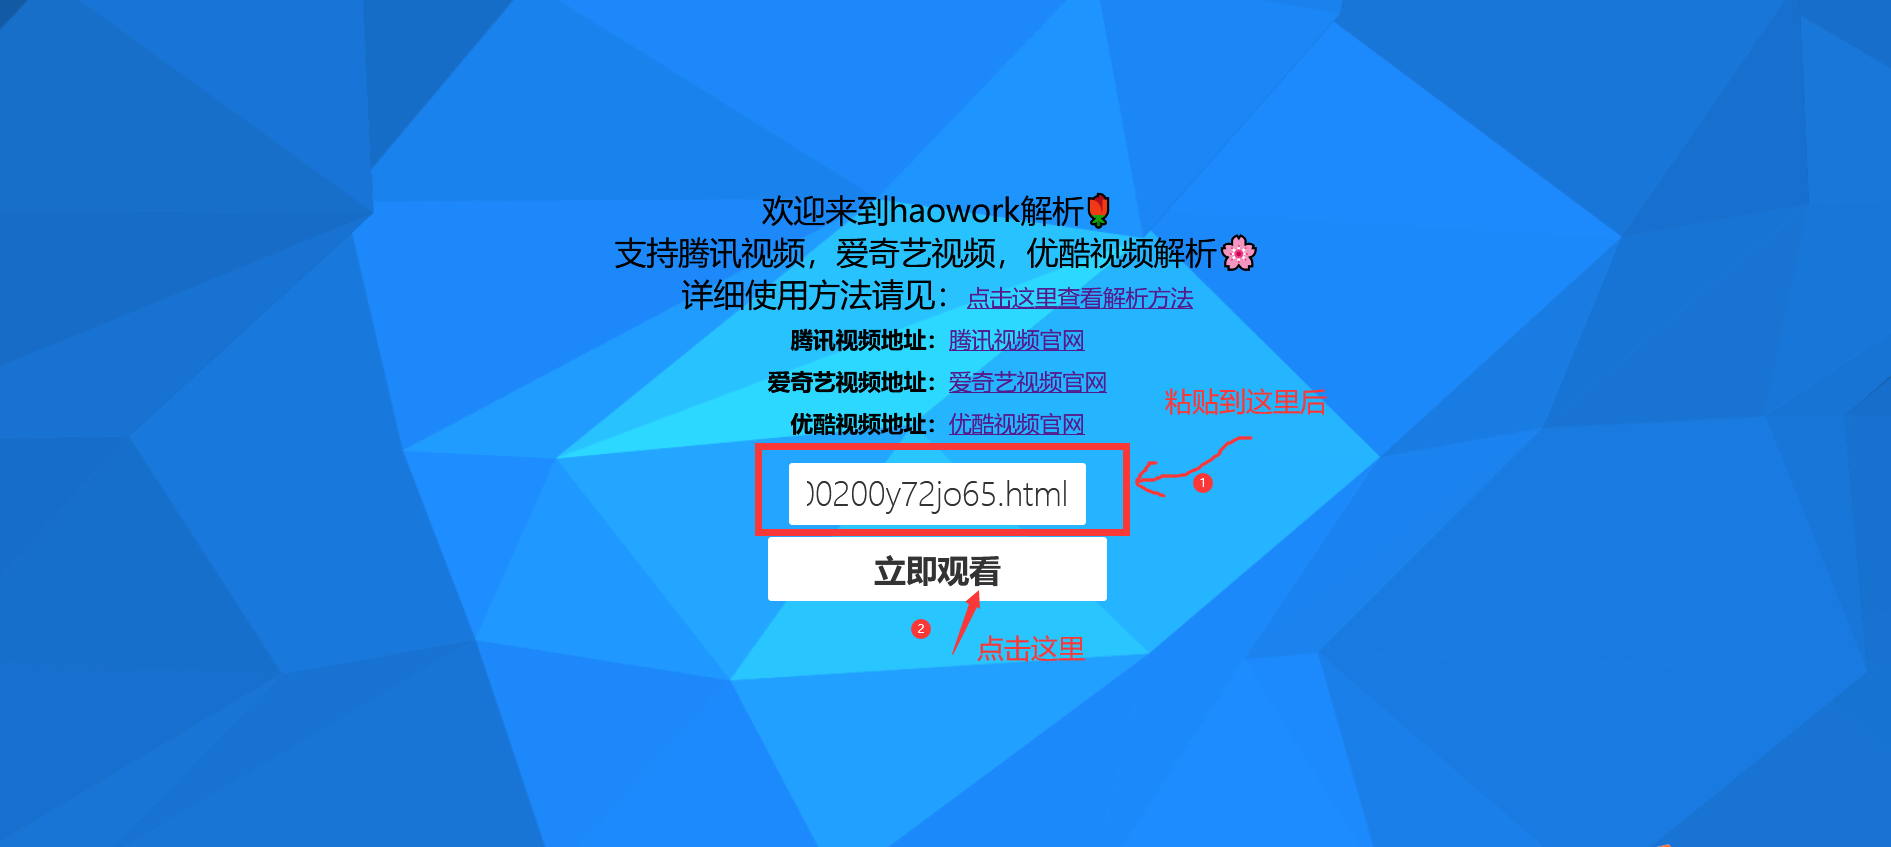 欢迎来到haowork解析🌹
支持腾讯视频，爱奇艺视频，优酷视频解析🌸
详细使用方法请见：点击这里查看解析方法
腾讯视频地址：腾讯视频官网
爱奇艺视频地址：爱奇艺视频官网
粘贴到这里后
优酷视频地址：优酷视频官网
1
00200y72jo65.html
立即观看
2
点击这里